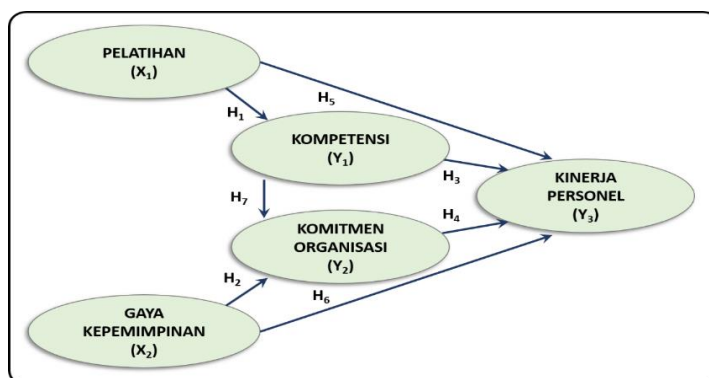 PELATIHAN
(X₁)
H₅
H₁
KOMPETENSI
(Y₁)
H₃
KINERJA
PERSONEL
(Y₃)
H₇
KOMITMEN
ORGANISASI
(Y₂)
H₄
H₂
H₆
GAYA
KEPEMIMPINAN
(X₂)